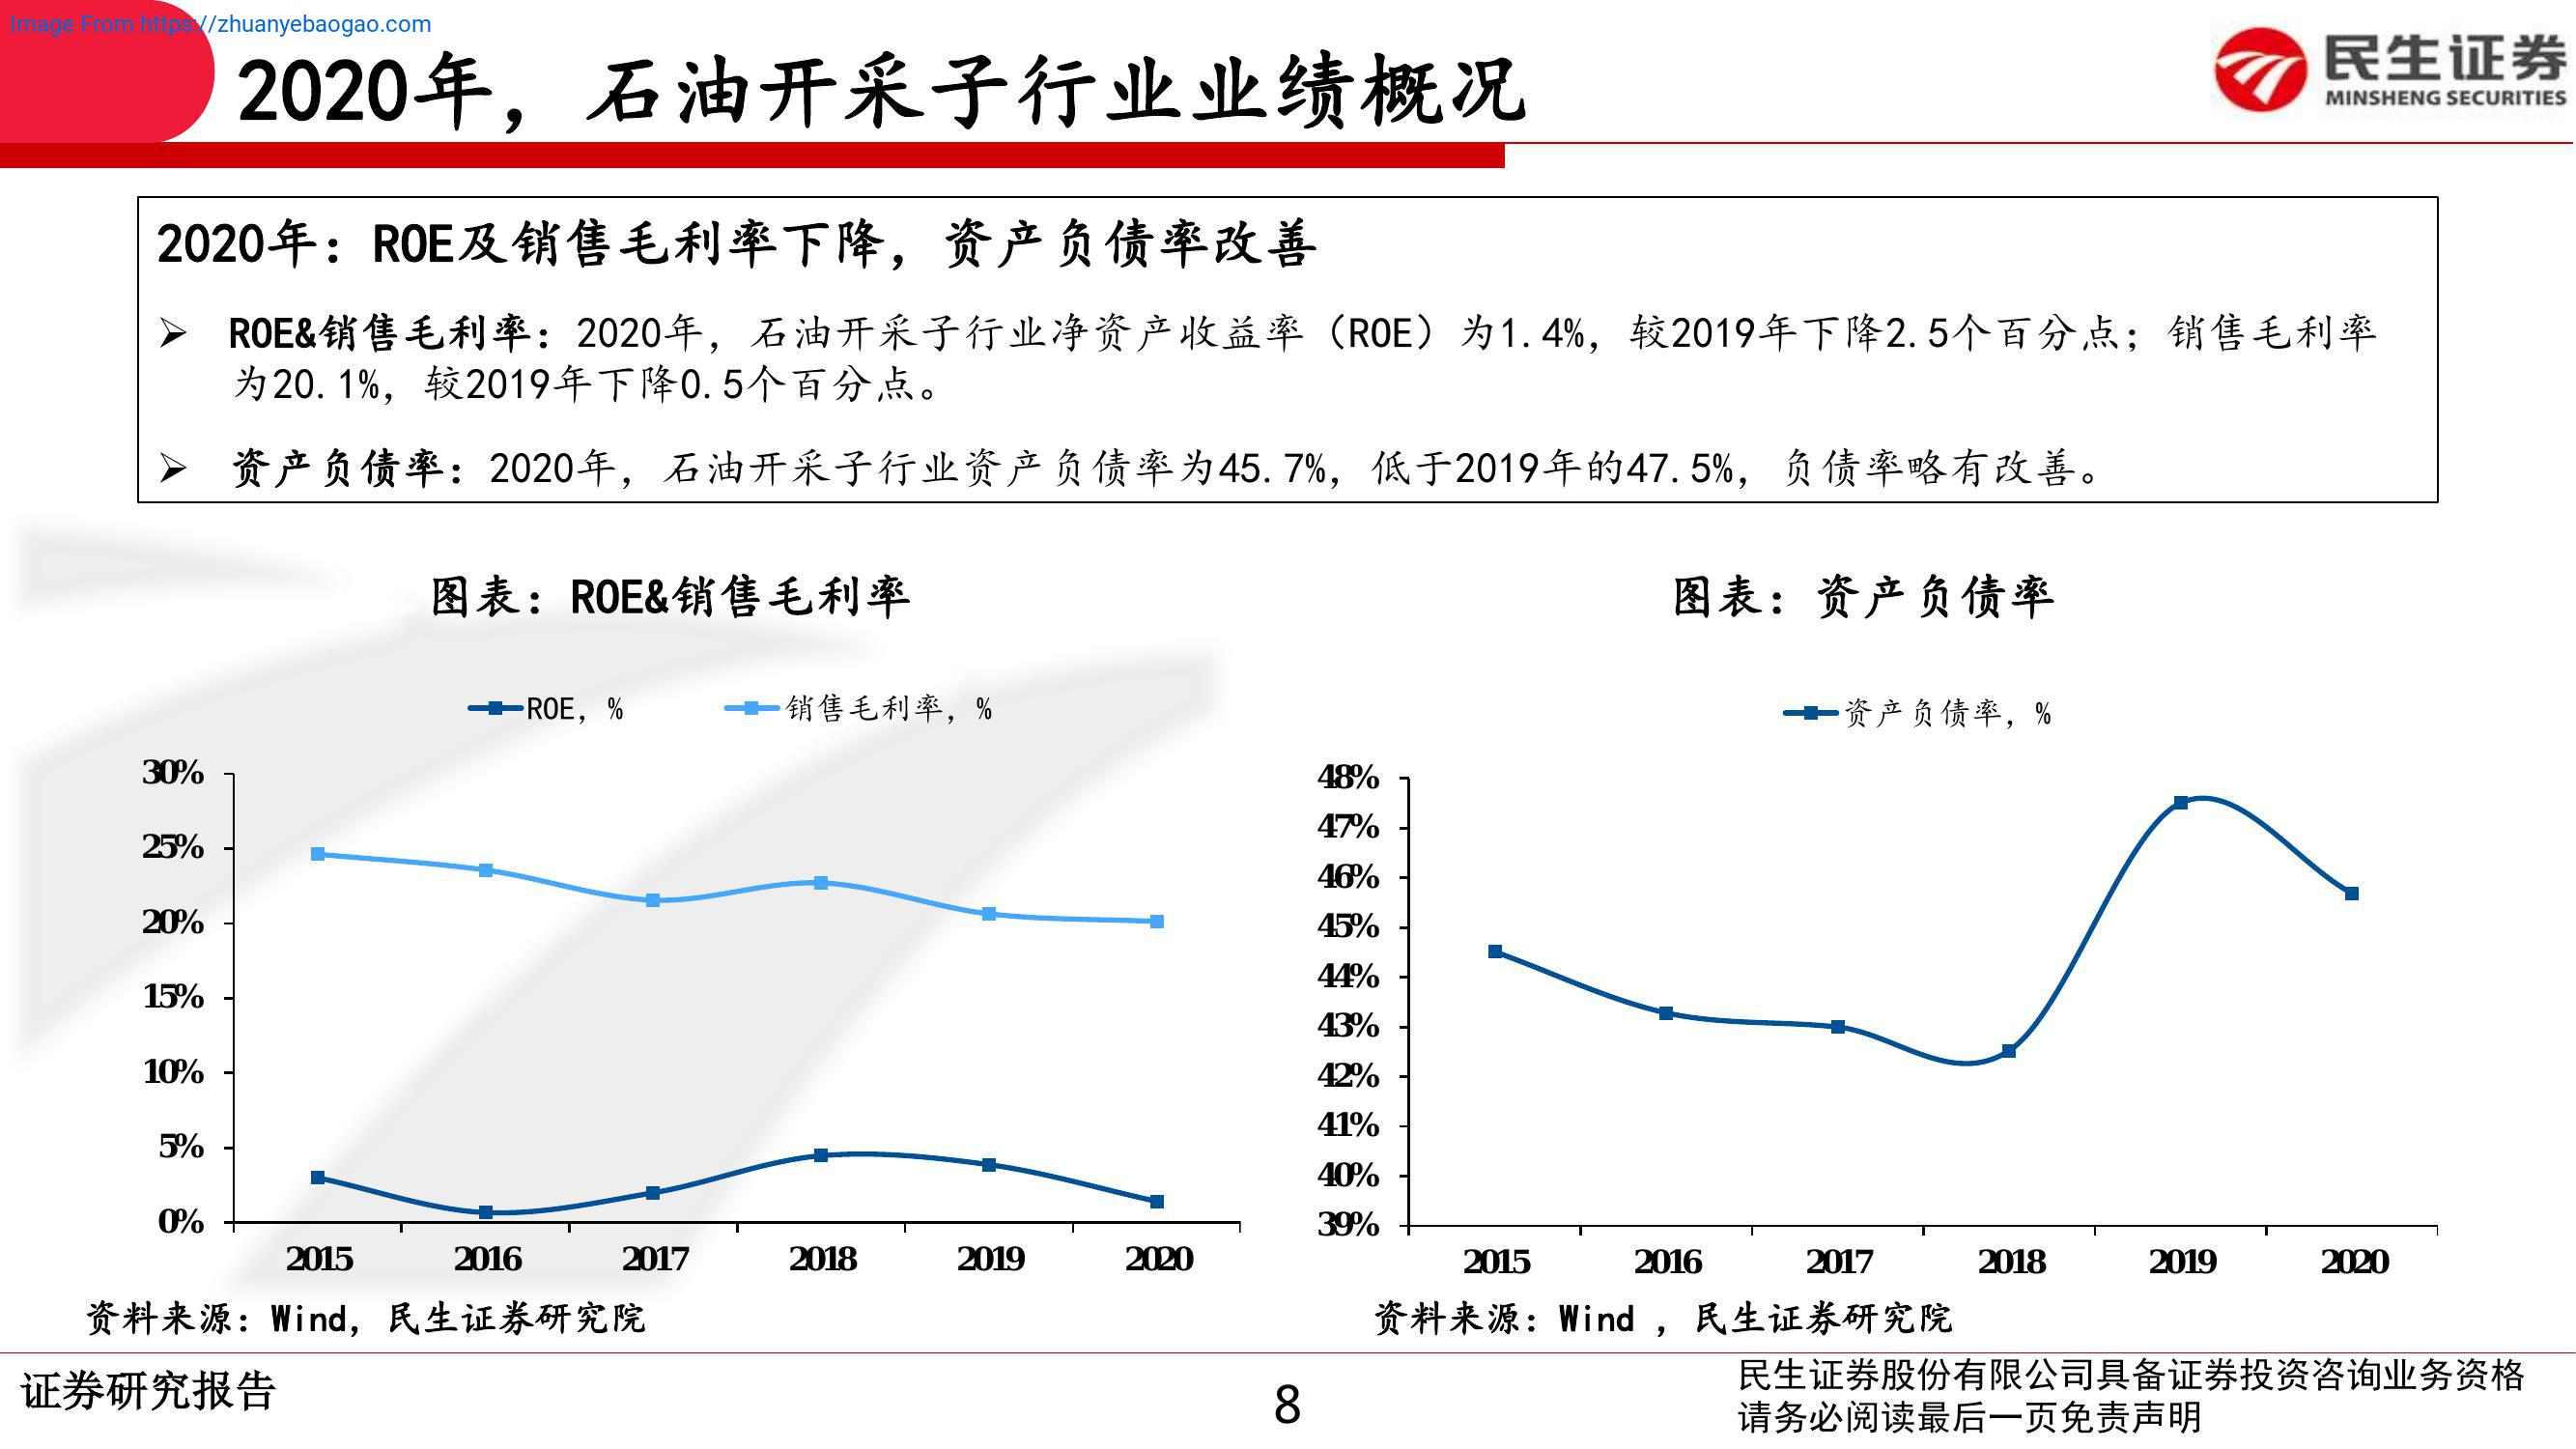 Image From https://zhuanyebaogao.com
2020年，石油开采子行业业绩概况
民生证券
MINSHENG SECURITIES
2020年：ROE及销售毛利率下降，资产负债率改善
➢ ROE&销售毛利率：2020年，石油开采子行业净资产收益率（ROE）为1.4%，较2019年下降2.5个百分点；销售毛利率
为20.1%，较2019年下降0.5个百分点。
➢ 资产负债率：2020年，石油开采子行业资产负债率为45.7%，低于2019年的47.5%，负债率略有改善。
图表：ROE&销售毛利率
ROE，%
销售毛利率，%
30%
25%
20%
15%
10%
5%
0%
2015 2016 2017 2018 2019 2020
资料来源：Wind，民生证券研究院
图表：资产负债率
资产负债率，%
48%
47%
46%
45%
44%
43%
42%
41%
40%
39%
2015 2016 2017 2018 2019 2020
资料来源：Wind ，民生证券研究院
证券研究报告
8
民生证券股份有限公司具备证券投资咨询业务资格
请务必阅读最后一页免责声明